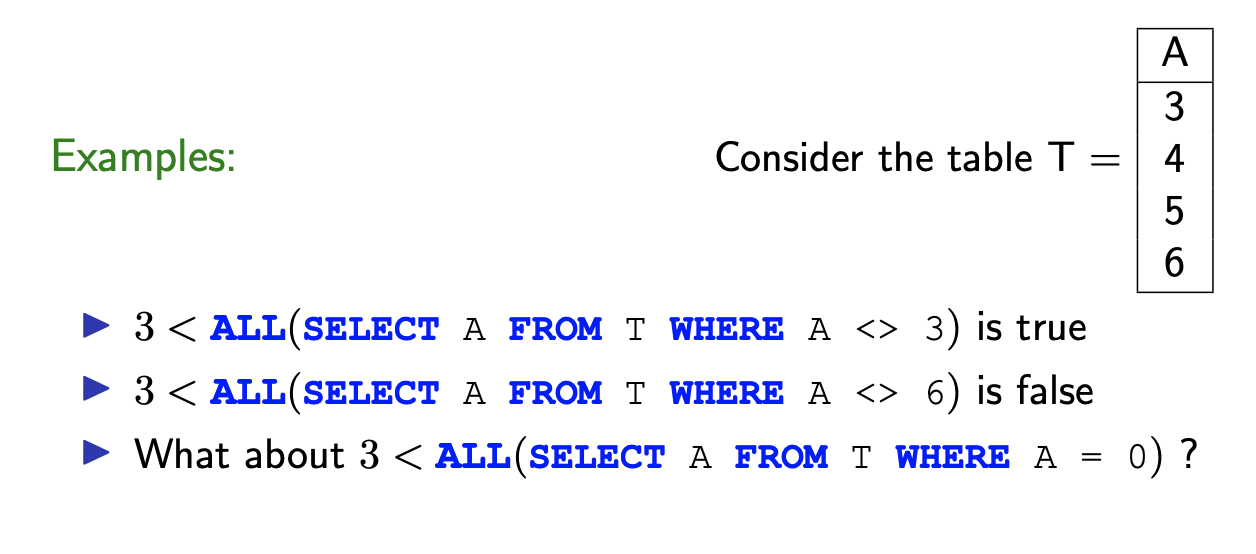 Examples:
Consider the table T =
A
3
4
5
6
▶ 3 < ALL(SELECT A FROM T WHERE A <> 3) is true
▶ 3 < ALL(SELECT A FROM T WHERE A <> 6) is false
▶ What about 3 < ALL(SELECT A FROM T WHERE A = 0) ?